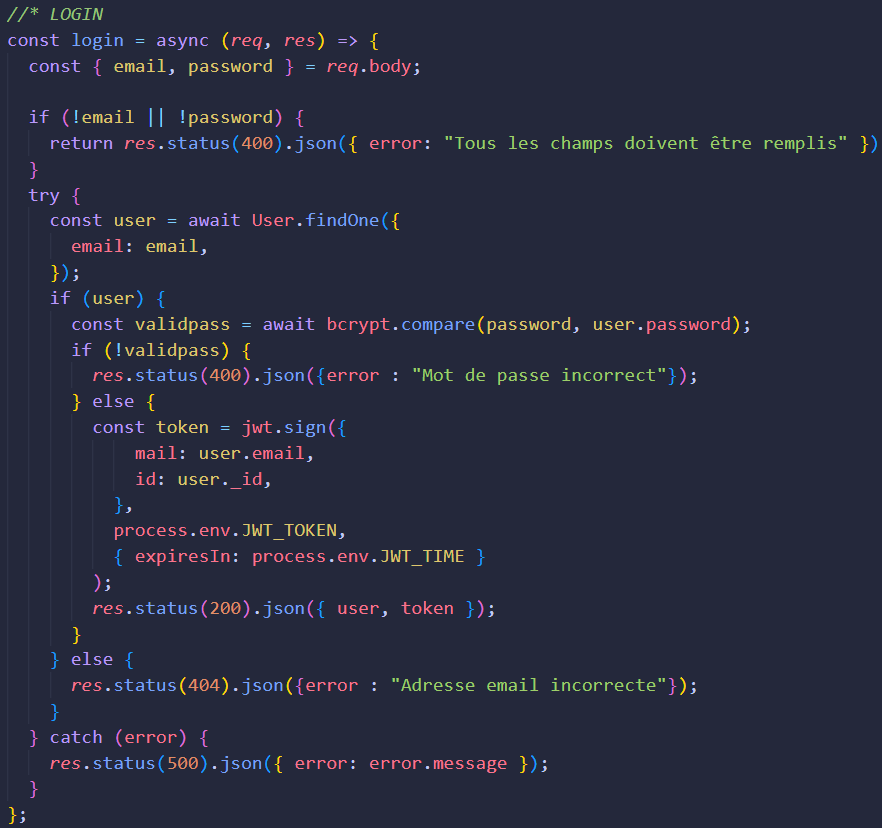 //* LOGIN
const login = async (req, res) => {
  const { email, password } = req.body;

  if (!email || !password) {
    return res.status(400).json({ error: "Tous les champs doivent être remplis" })
  }
  try {
    const user = await User.findOne({
      email: email,
    });
    if (user) {
      const validpass = await bcrypt.compare(password, user.password);
      if (!validpass) {
        res.status(400).json({error : "Mot de passe incorrect"});
      } else {
        const token = jwt.sign({
            mail: user.email,
            id: user._id,
          },
          process.env.JWT_TOKEN,
          { expiresIn: process.env.JWT_TIME }
        );
        res.status(200).json({ user, token });
      }
    } else {
      res.status(404).json({error : "Adresse email incorrecte"});
    }
  } catch (error) {
    res.status(500).json({ error: error.message });
  }
};